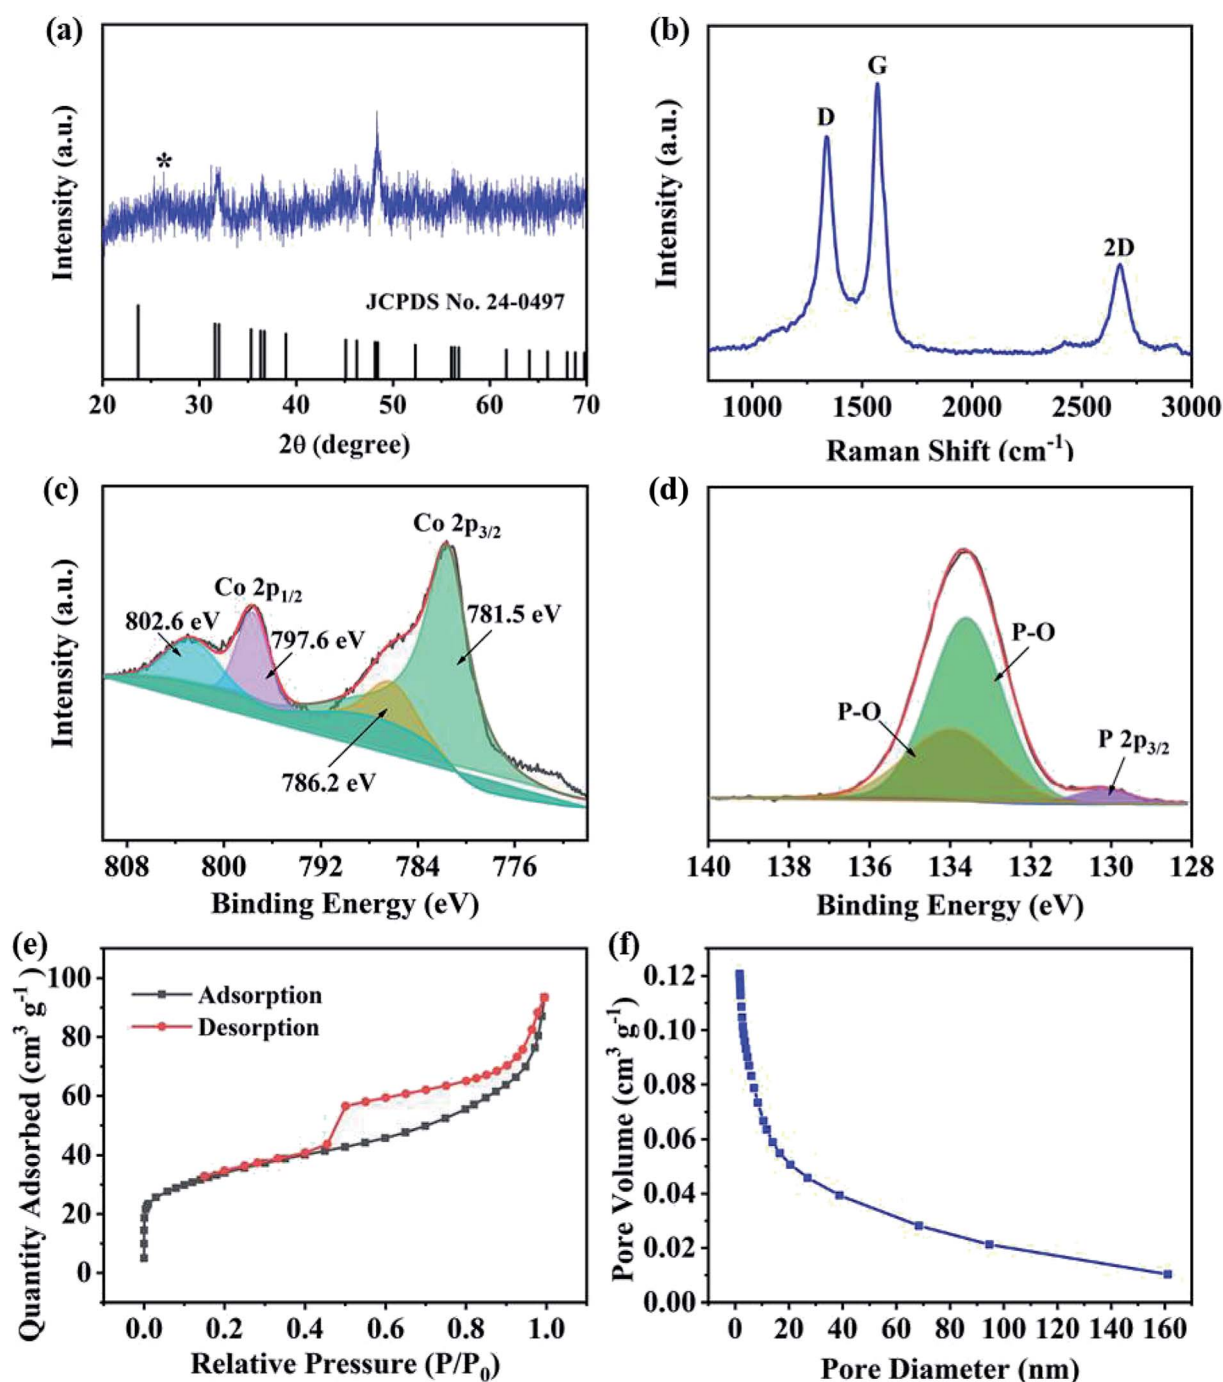 (a)
Intensity (a.u.)
*
JCPDS No. 24-0497
20 30 40 50 60 70
2θ (degree)
(b)
Intensity (a.u.)
D
G
2D
1000 1500 2000 2500 3000
Raman Shift (cm⁻¹)
(c)
Intensity (a.u.)
Co 2p₃/₂
Co 2p₁/₂
802.6 eV
797.6 eV
781.5 eV
786.2 eV
808 800 792 784 776
Binding Energy (eV)
(d)
P-O
P-O
P 2p₃/₂
140 138 136 134 132 130 128
Binding Energy (eV)
(e)
Quantity Adsorbed (cm³ g⁻¹)
100
80
60
40
20
0
Adsorption
Desorption
0.0 0.2 0.4 0.6 0.8 1.0
Relative Pressure (P/P₀)
(f)
Pore Volume (cm³ g⁻¹)
0.12
0.10
0.08
0.06
0.04
0.02
0.00
0 20 40 60 80 100 120 140 160
Pore Diameter (nm)